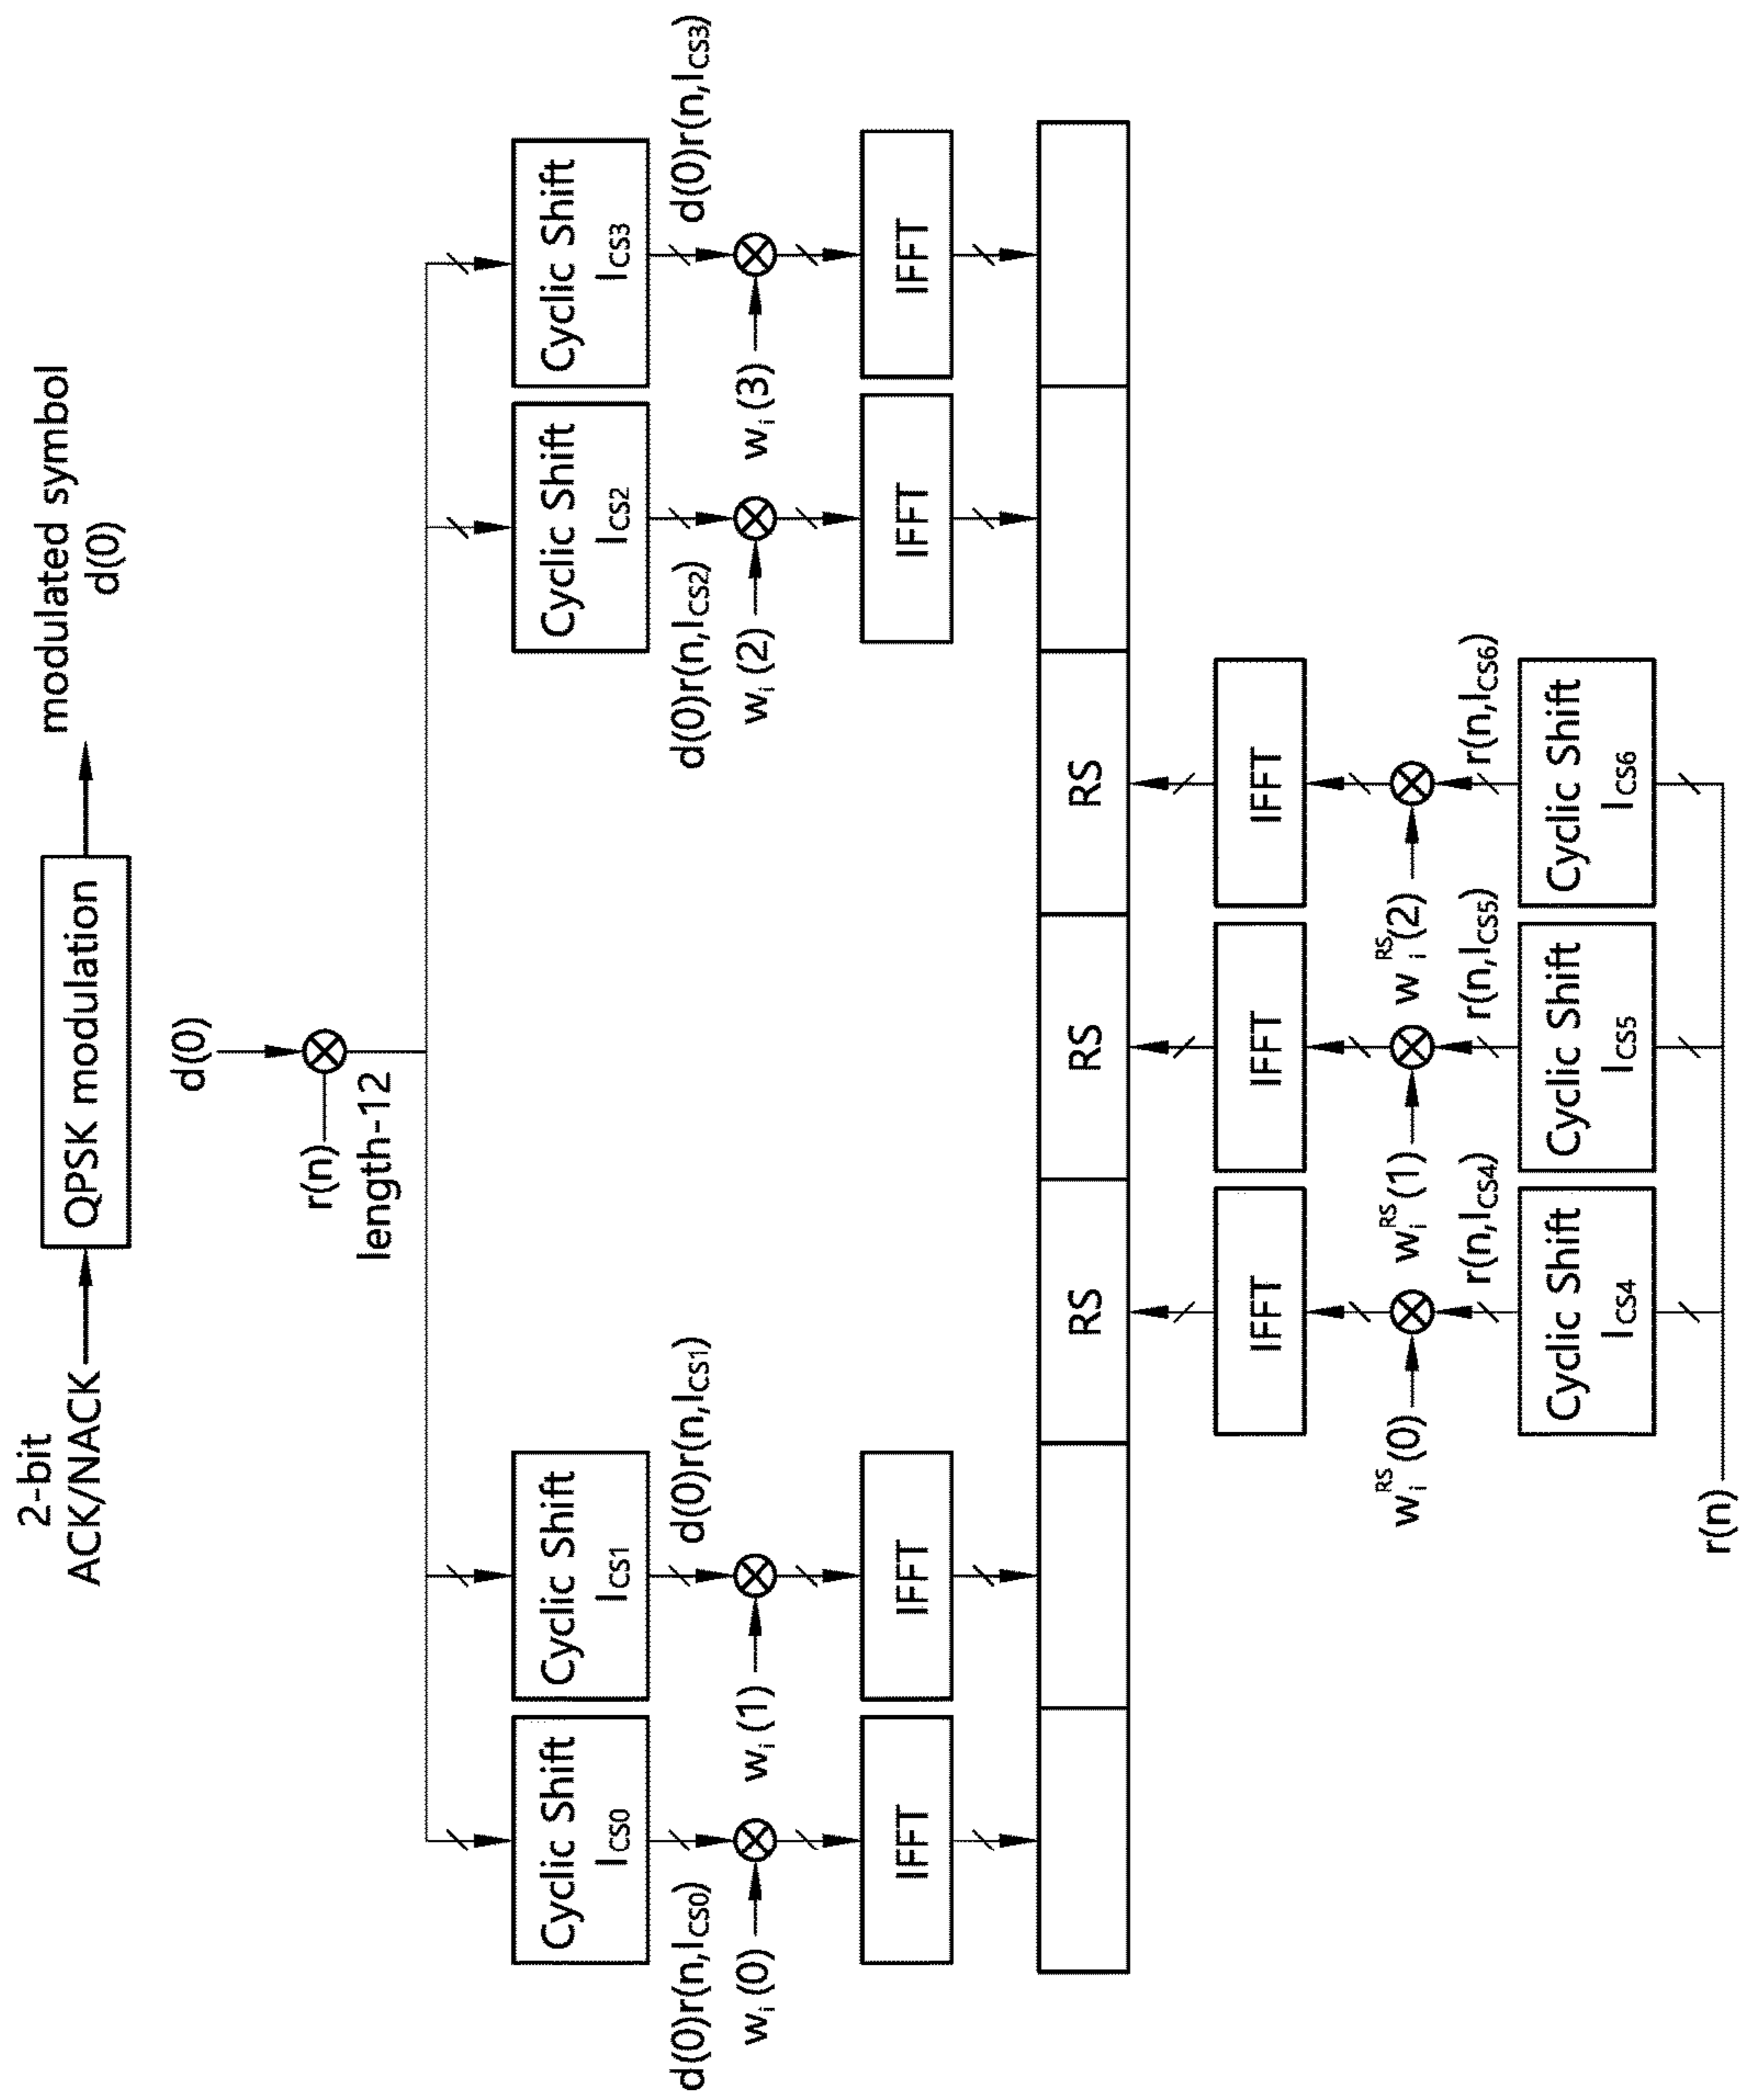 2-bit
ACK/NACK
QPSK modulation
modulated symbol
d(0)
d(0)
r(n)
length-12
Cyclic Shift
I_CS0
Cyclic Shift
I_CS1
Cyclic Shift
I_CS2
Cyclic Shift
I_CS3
d(0)r(n,I_CS0)
d(0)r(n,I_CS1)
d(0)r(n,I_CS2)
d(0)r(n,I_CS3)
w_i(0)
w_i(1)
w_i(2)
w_i(3)
IFFT
IFFT
IFFT
IFFT
RS
RS
RS
IFFT
IFFT
IFFT
w_i^RS(0)
w_i^RS(1)
w_i^RS(2)
r(n,I_CS4)
r(n,I_CS5)
r(n,I_CS6)
Cyclic Shift
I_CS4
Cyclic Shift
I_CS5
Cyclic Shift
I_CS6
r(n)